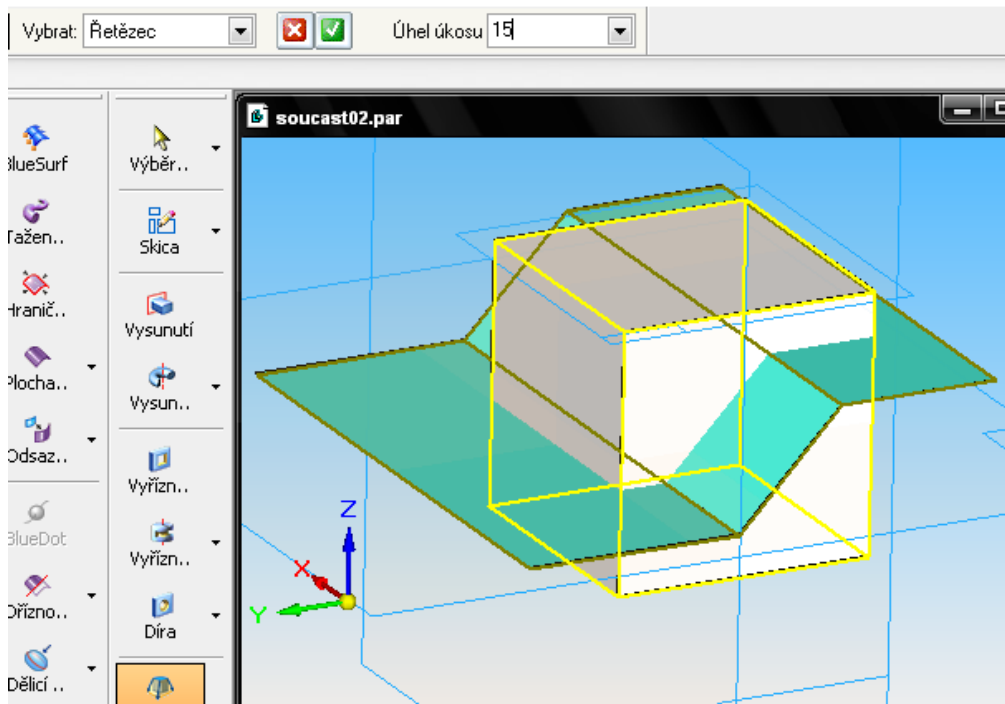 Vybrat: Řetězec Úhel úkosu 15
soucast02.par
BlueSurf
Výběr..
Tažen..
Skica
Hranič..
Vysunutí
Plocha..
Vysun..
Odsaz..
Vyřízn..
BlueDot
Vyřízn..
Ořízno..
Díra
Dělicí ..
Z
X
Y